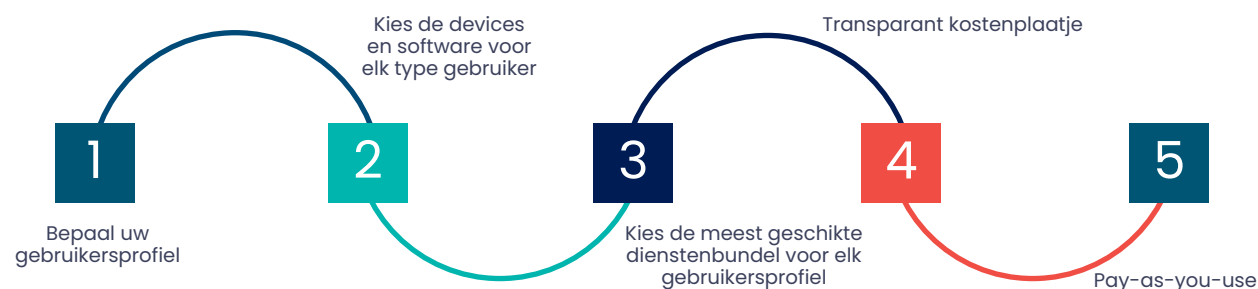 1
Bepaal uw
gebruikersprofiel
2
Kies de devices
en software voor
elk type gebruiker
3
Kies de meest geschikte
dienstenbundel voor elk
gebruikersprofiel
4
Transparant kostenplaatje
5
Pay-as-you-use